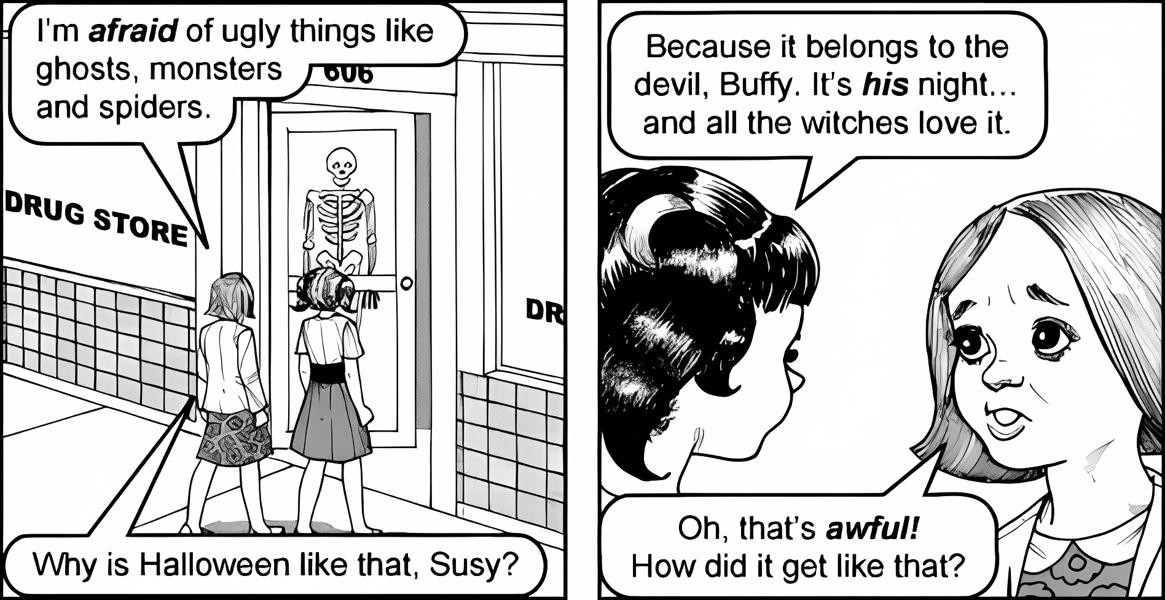 I'm afraid of ugly things like
ghosts, monsters
and spiders.
606
DRUG STORE
DR
Why is Halloween like that, Susy?
Because it belongs to the
devil, Buffy. It's his night...
and all the witches love it.
Oh, that's awful!
How did it get like that?